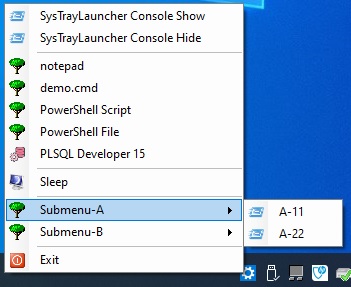 SysTrayLauncher Console Show
SysTrayLauncher Console Hide
notepad
demo.cmd
PowerShell Script
PowerShell File
PLSQL Developer 15
Sleep
Submenu-A
A-11
Submenu-B
A-22
Exit